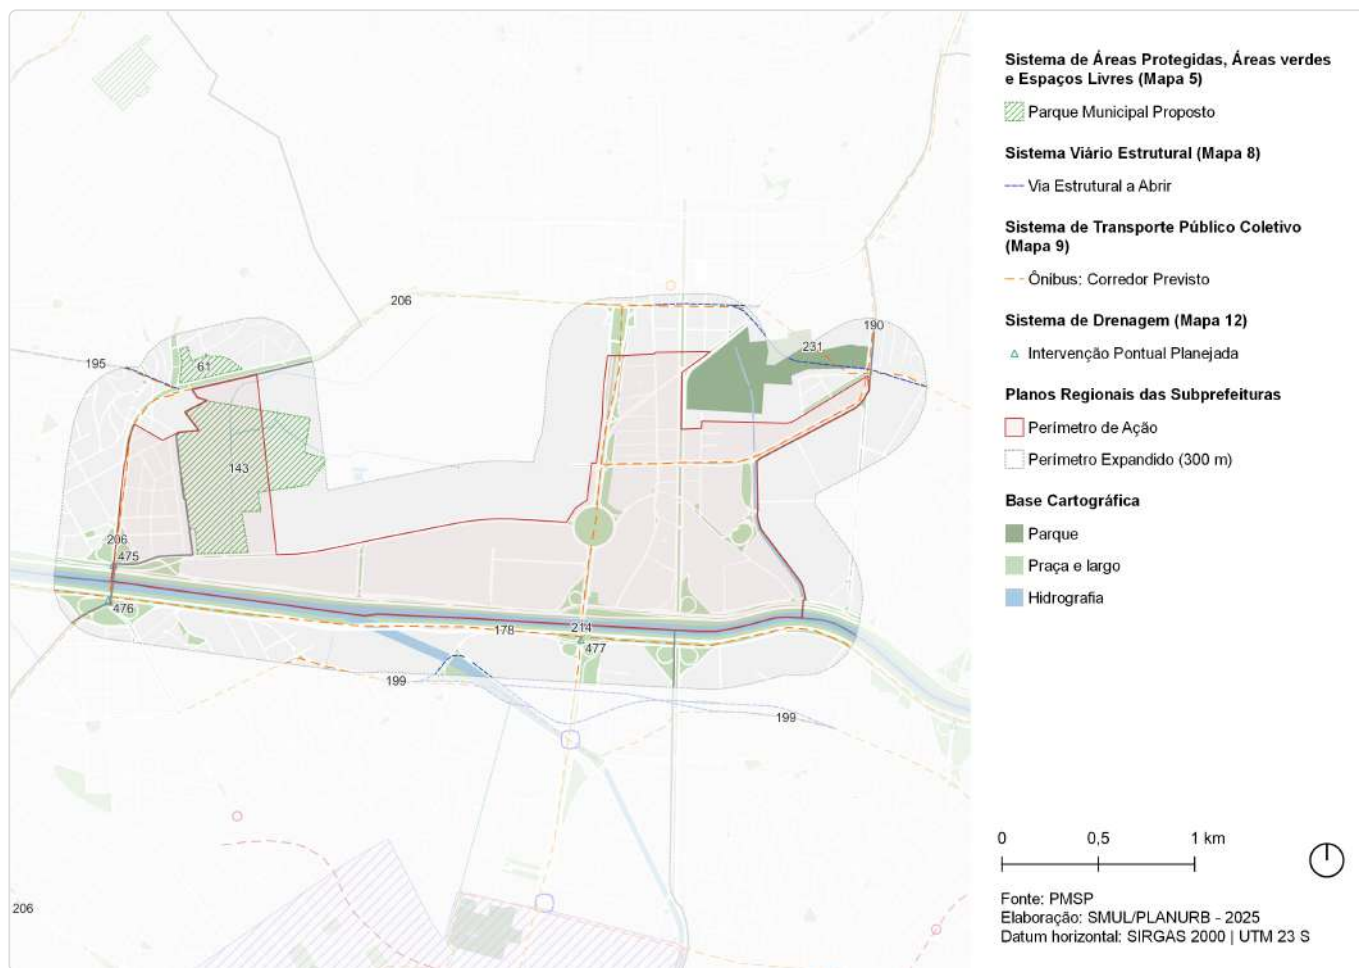 Sistema de Áreas Protegidas, Áreas verdes
e Espaços Livres (Mapa 5)
Parque Municipal Proposto
Sistema Viário Estrutural (Mapa 8)
Via Estrutural a Abrir
Sistema de Transporte Público Coletivo
(Mapa 9)
Ônibus: Corredor Previsto
Sistema de Drenagem (Mapa 12)
Intervenção Pontual Planejada
Planos Regionais das Subprefeituras
Perímetro de Ação
Perímetro Expandido (300 m)
Base Cartográfica
Parque
Praça e largo
Hidrografia
206
190
231
195
61
143
206
475
476
178
214
477
199
199
206
0 0,5 1 km
Fonte: PMSP
Elaboração: SMUL/PLANURB - 2025
Datum horizontal: SIRGAS 2000 | UTM 23 S